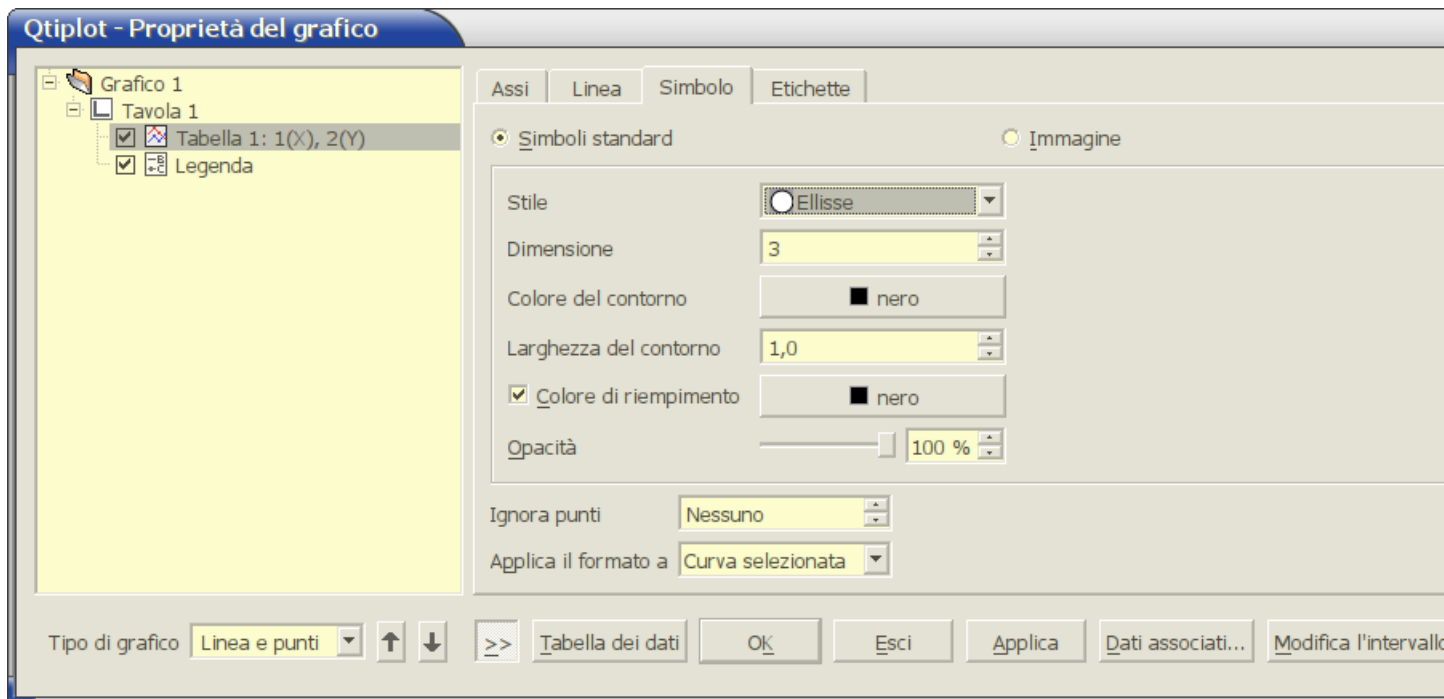 Qtiplot - Proprietà del grafico
Grafico 1
Tavola 1
Tabella 1: 1(X), 2(Y)
Legenda
Assi Linea Simbolo Etichette
Simboli standard Immagine
Stile Ellisse
Dimensione 3
Colore del contorno nero
Larghezza del contorno 1,0
Colore di riempimento nero
Opacità 100 %
Ignora punti Nessuno
Applica il formato a Curva selezionata
Tipo di grafico Linea e punti >> Tabella dei dati OK Esci Applica Dati associati... Modifica l'intervallo